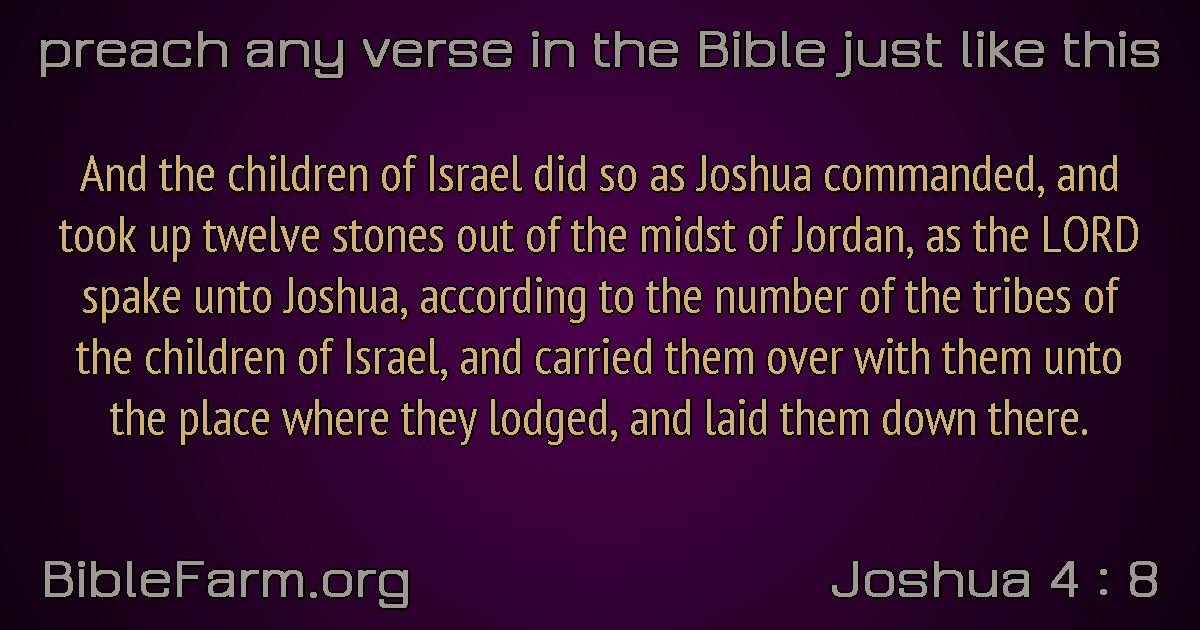 preach any verse in the Bible just like this
And the children of Israel did so as Joshua commanded, and
took up twelve stones out of the midst of Jordan, as the LORD
spake unto Joshua, according to the number of the tribes of
the children of Israel, and carried them over with them unto
the place where they lodged, and laid them down there.
BibleFarm.org
Joshua 4 : 8